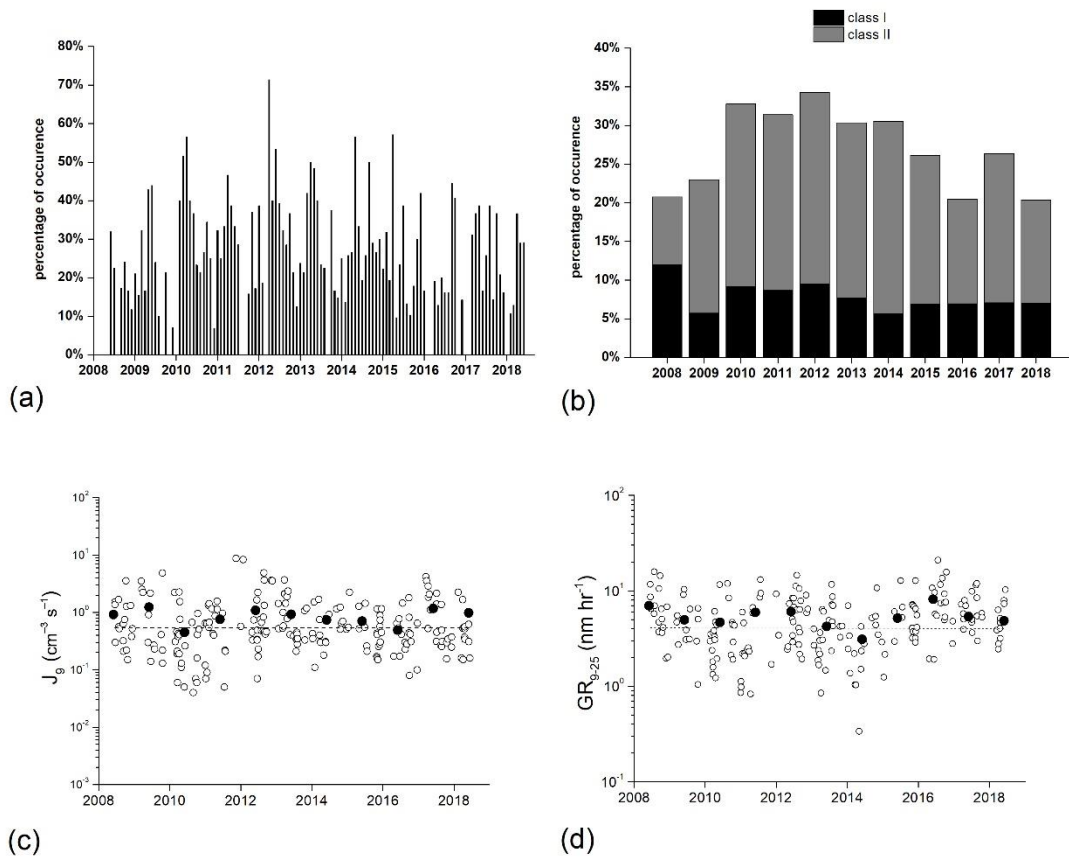 class I
class II
percentage of occurence
80%
70%
60%
50%
40%
30%
20%
10%
0%
2008 2009 2010 2011 2012 2013 2014 2015 2016 2017 2018
(a)
percentage of occurence
40%
35%
30%
25%
20%
15%
10%
5%
0%
2008 2009 2010 2011 2012 2013 2014 2015 2016 2017 2018
(b)
J₉ (cm⁻³ s⁻¹)
10²
10¹
10⁰
10⁻¹
10⁻²
10⁻³
2008 2010 2012 2014 2016 2018
(c)
GR₉₋₂₅ (nm hr⁻¹)
10²
10¹
10⁰
10⁻¹
2008 2010 2012 2014 2016 2018
(d)